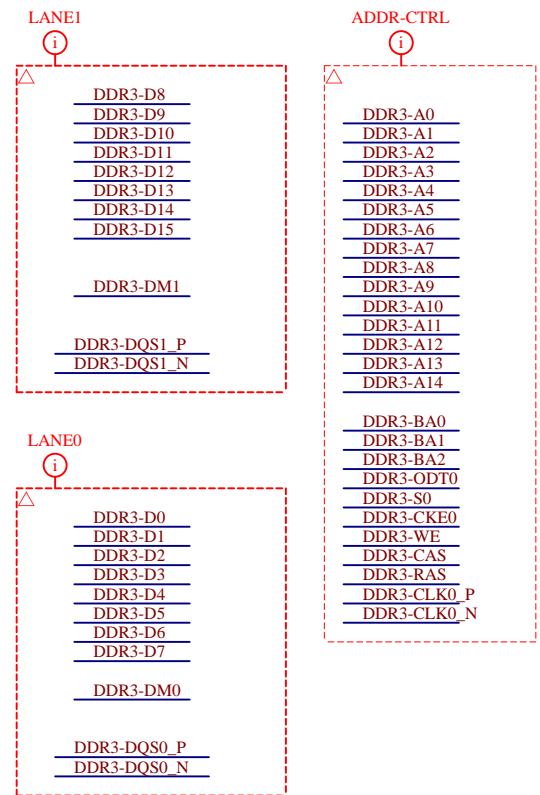 LANE1
i
DDR3-D8
DDR3-D9
DDR3-D10
DDR3-D11
DDR3-D12
DDR3-D13
DDR3-D14
DDR3-D15
DDR3-DM1
DDR3-DQS1_P
DDR3-DQS1_N
LANE0
i
DDR3-D0
DDR3-D1
DDR3-D2
DDR3-D3
DDR3-D4
DDR3-D5
DDR3-D6
DDR3-D7
DDR3-DM0
DDR3-DQS0_P
DDR3-DQS0_N
ADDR-CTRL
i
DDR3-A0
DDR3-A1
DDR3-A2
DDR3-A3
DDR3-A4
DDR3-A5
DDR3-A6
DDR3-A7
DDR3-A8
DDR3-A9
DDR3-A10
DDR3-A11
DDR3-A12
DDR3-A13
DDR3-A14
DDR3-BA0
DDR3-BA1
DDR3-BA2
DDR3-ODT0
DDR3-S0
DDR3-CKE0
DDR3-WE
DDR3-CAS
DDR3-RAS
DDR3-CLK0_P
DDR3-CLK0_N